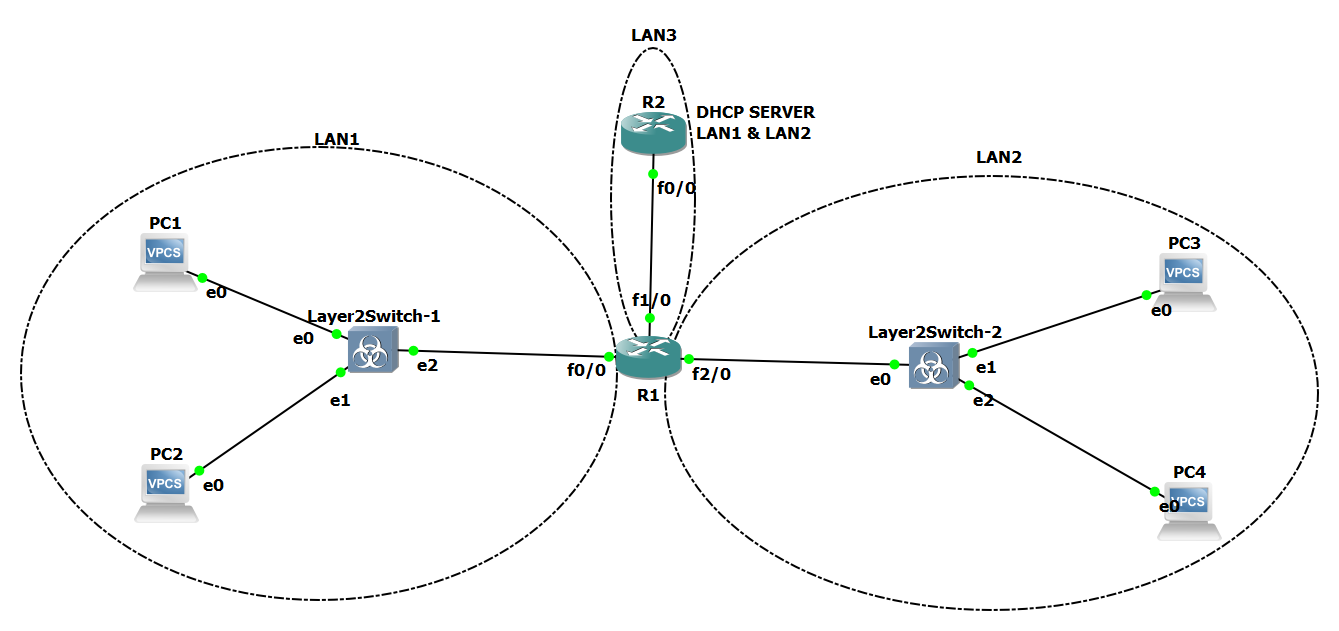 LAN3
R2
DHCP SERVER
LAN1 & LAN2
f0/0
LAN1
LAN2
PC1
VPCS
e0
PC3
VPCS
e0
f1/0
Layer2Switch-1
e0
e2
e1
f0/0
R1
f2/0
Layer2Switch-2
e0
e1
e2
PC2
VPCS
e0
PC4
VPCS
e0